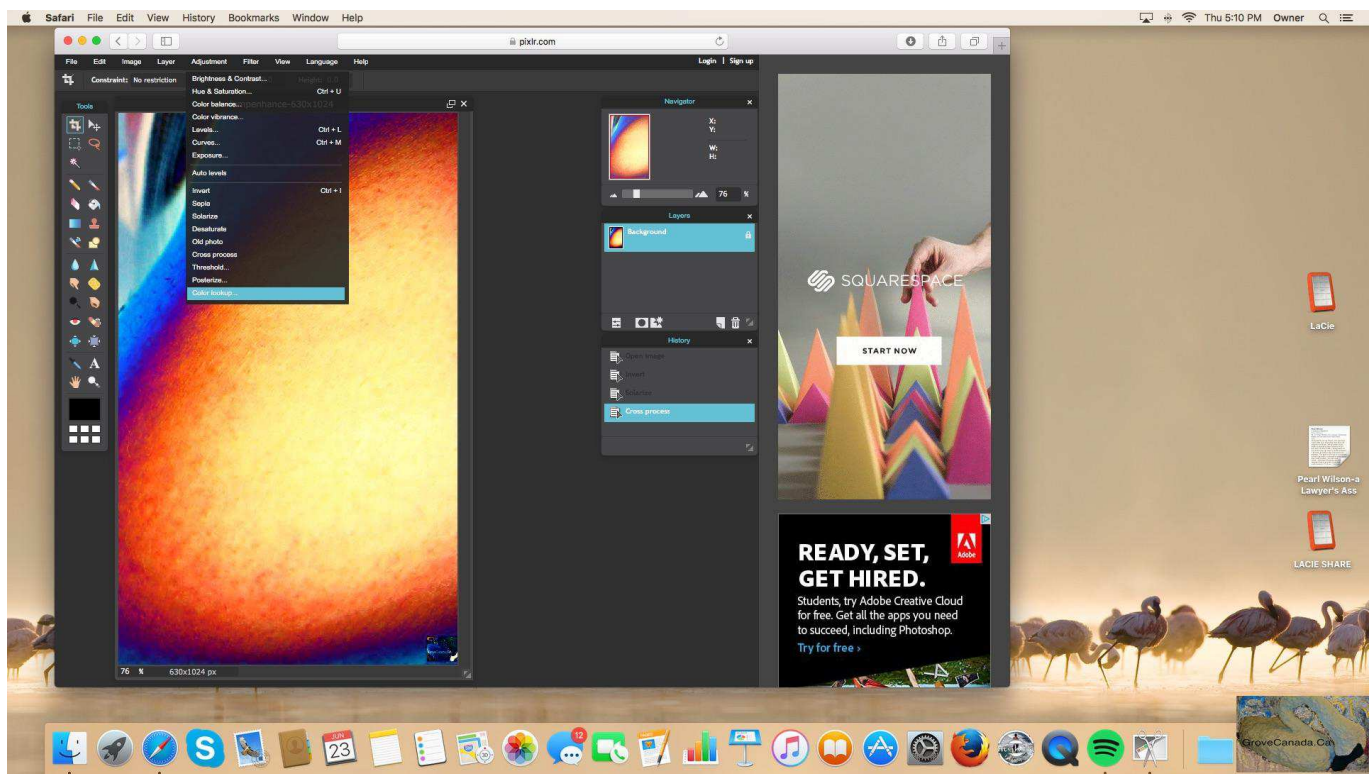 Safari File Edit View History Bookmarks Window Help
Thu 5:10 PM Owner
pixlr.com
File Edit Image Layer Adjustment Filter View Language Help
Login | Sign up
Constraint: No restriction
Height: 0.0
Tools
Brightness & Contrast...
Hue & Saturation... Ctrl + U
Color balance...
Color vibrance...
Levels... Ctrl + L
Curves... Ctrl + M
Exposure...
Auto levels
Invert Ctrl + I
Sepia
Solarize
Desaturate
Old photo
Cross process
Threshold...
Posterize...
Color lookup...
76 %
630x1024 px
Navigator
X:
Y:
W:
H:
76 %
Layers
Background
History
Open image
Invert
Solarize
Cross process
SQUARESPACE
START NOW
READY, SET,
GET HIRED.
Adobe
Students, try Adobe Creative Cloud
for free. Get all the apps you need
to succeed, including Photoshop.
Try for free ›
LaCie
Pearl Wilson-a
Lawyer's Ass
LACIE SHARE
JUN
23
12
GroveCanada.Ca